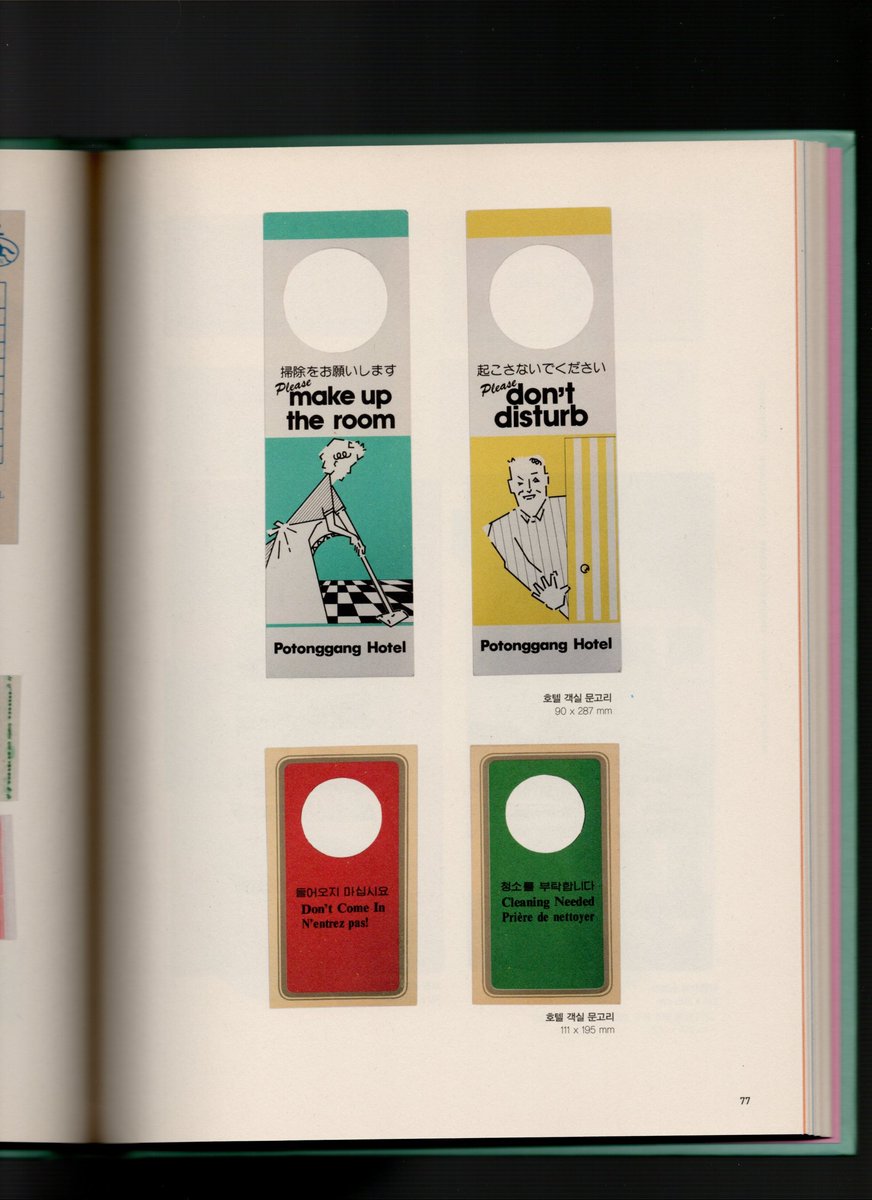 掃除をお願いします
Please
make up
the room
Potonggang Hotel
起こさないでください
Please
don't
disturb
Potonggang Hotel
호텔 객실 문고리
90 x 287 mm
들어오지 마십시요
Don't Come In
N'entrez pas!
청소를 부탁합니다
Cleaning Needed
Prière de nettoyer
호텔 객실 문고리
111 x 195 mm
77